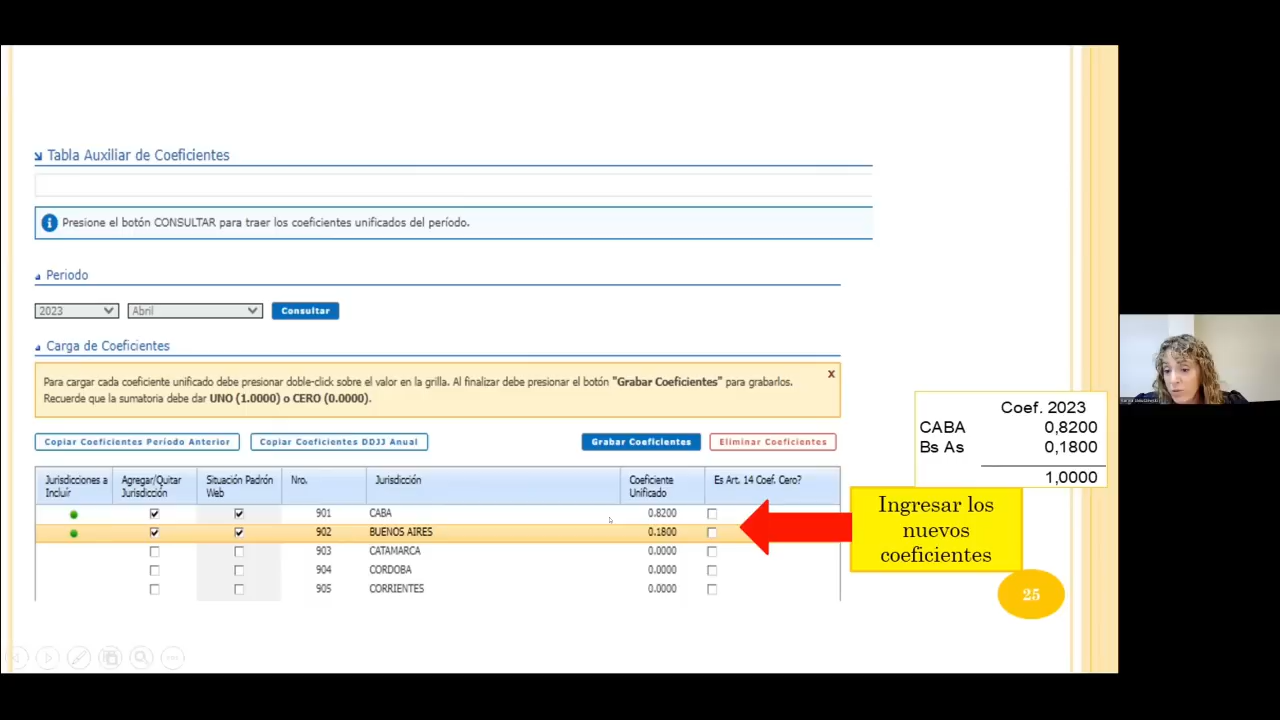 Tabla Auxiliar de Coeficientes
Presione el botón CONSULTAR para traer los coeficientes unificados del período.
Periodo
2023 Abril Consultar
Carga de Coeficientes
Para cargar cada coeficiente unificado debe presionar doble-click sobre el valor en la grilla. Al finalizar debe presionar el botón "Grabar Coeficientes" para grabarlos.
Recuerde que la sumatoria debe dar UNO (1.0000) o CERO (0.0000).
x
Copiar Coeficientes Período Anterior Copiar Coeficientes DDJJ Anual Grabar Coeficientes Eliminar Coeficientes
Jurisdicciones a Agregar/Quitar Situación Padrón Nro. Jurisdicción Coeficiente Es Art. 14 Coef. Cero?
Incluír Jurisdicción Web Unificado
901 CABA 0.8200
902 BUENOS AIRES 0.1800
903 CATAMARCA 0.0000
904 CORDOBA 0.0000
905 CORRIENTES 0.0000
Coef. 2023
CABA 0,8200
Bs As 0,1800
1,0000
Ingresar los
nuevos
coeficientes
25